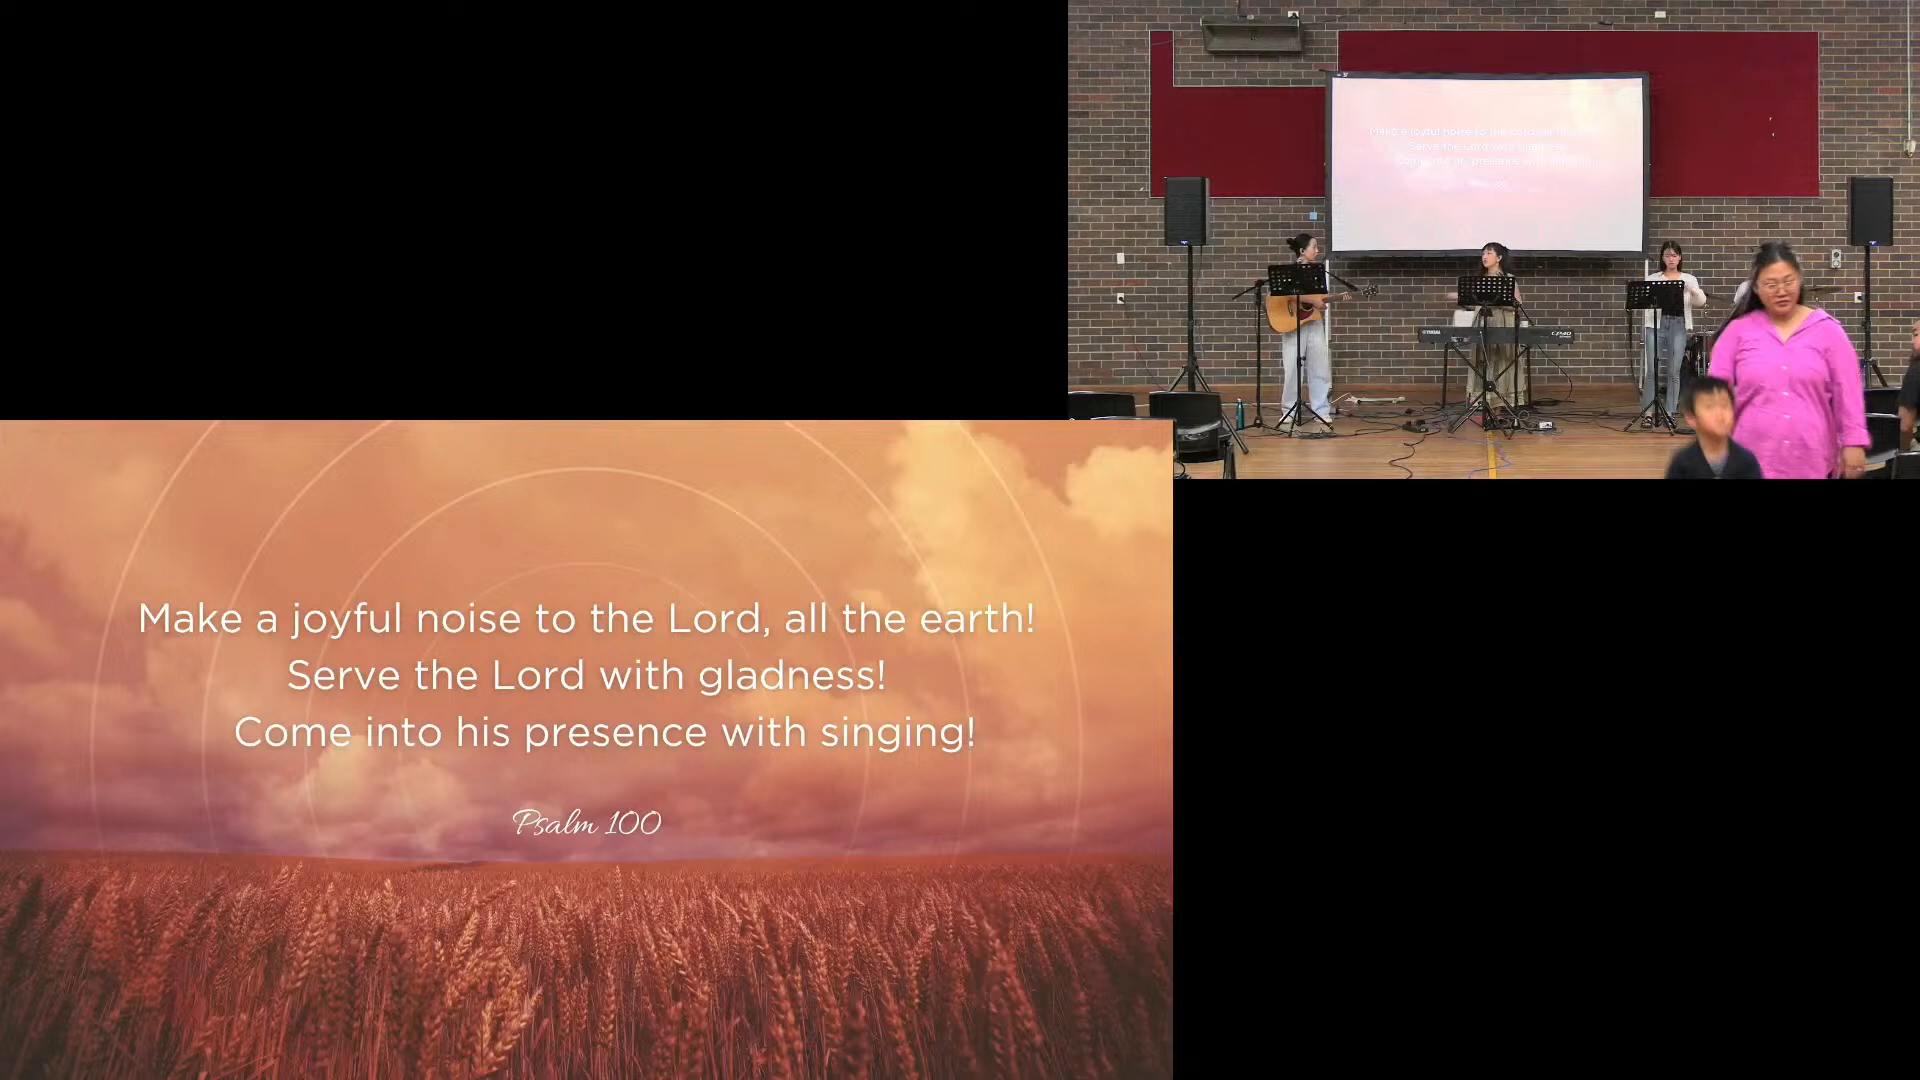 Make a joyful noise to the Lord, all the earth!
Serve the Lord with gladness!
Come into his presence with singing!
Psalm 100